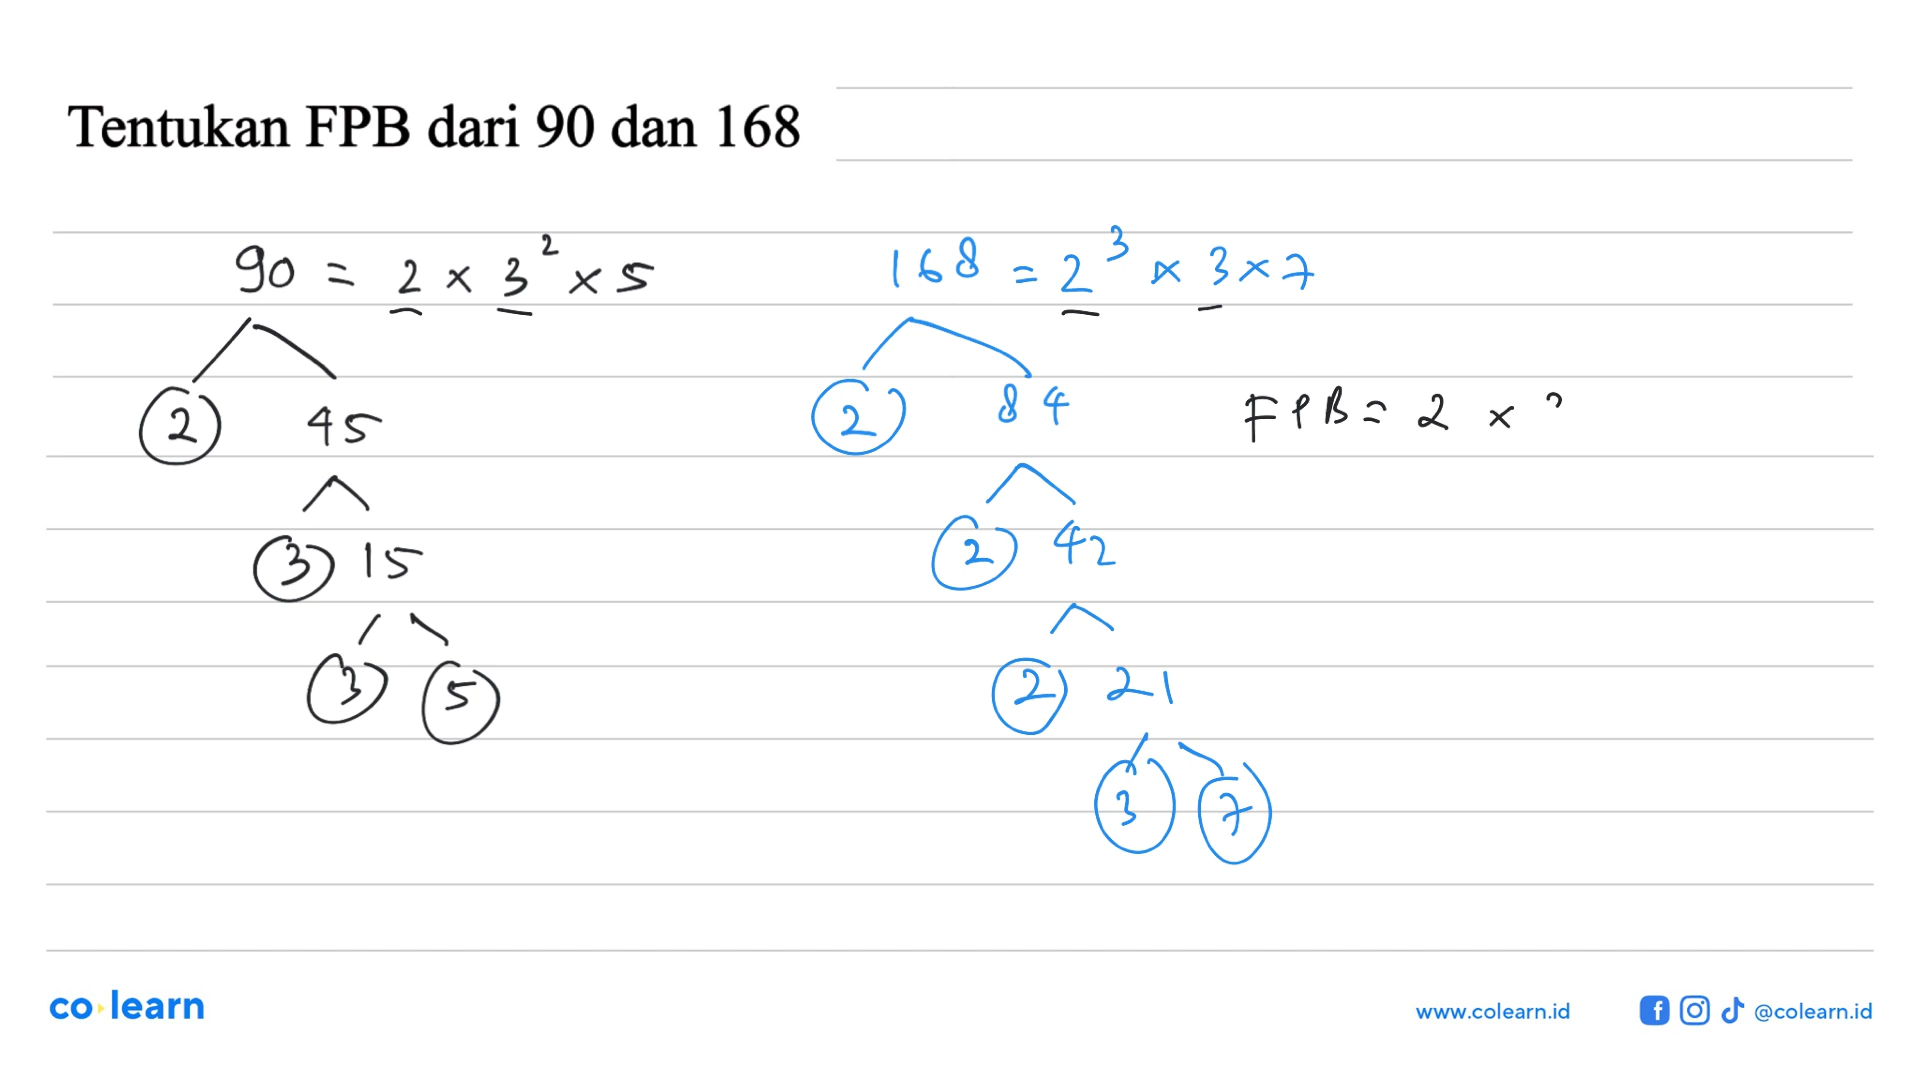 Tentukan FPB dari 90 dan 168
90 = 2 × 3² × 5
168 = 2³ × 3 × 7
2 45
2 84
FPB = 2 ×
3 15
2 42
3 5
2 21
3 7
co learn
www.colearn.id
@colearn.id